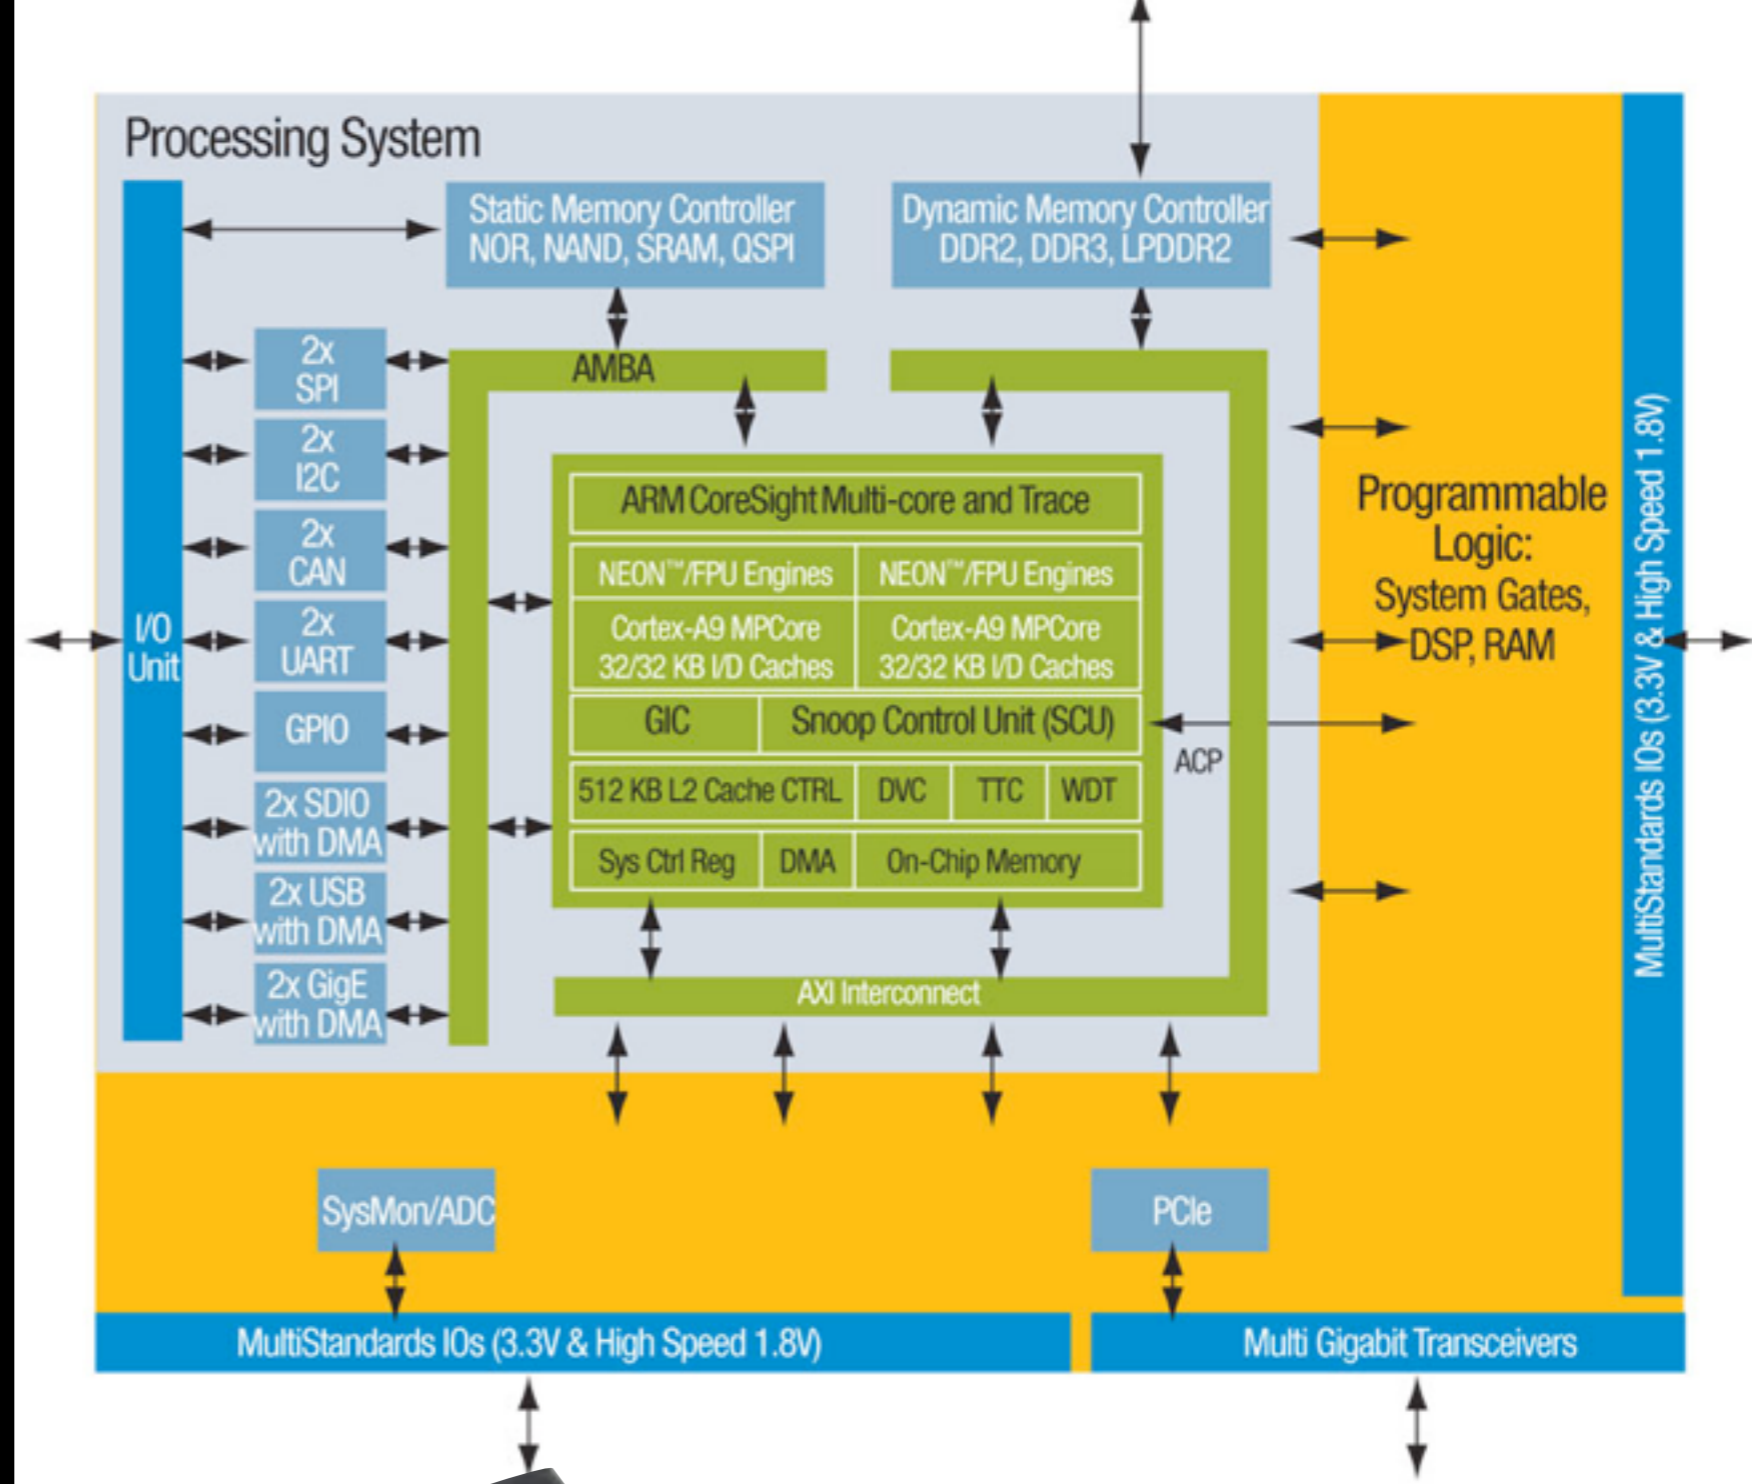 Processing System
Static Memory Controller
NOR, NAND, SRAM, QSPI
Dynamic Memory Controller
DDR2, DDR3, LPDDR2
2x
SPI
2x
I2C
2x
CAN
2x
UART
GPIO
2x SDIO
with DMA
2x USB
with DMA
2x GigE
with DMA
I/O
Unit
AMBA
ARM CoreSight Multi-core and Trace
NEON™/FPU Engines
NEON™/FPU Engines
Cortex-A9 MPCore
32/32 KB I/D Caches
Cortex-A9 MPCore
32/32 KB I/D Caches
GIC
Snoop Control Unit (SCU)
512 KB L2 Cache CTRL
DVC
TTC
WDT
Sys Ctrl Reg
DMA
On-Chip Memory
ACP
AXI Interconnect
Programmable
Logic:
System Gates,
DSP, RAM
MultiStandards IOs (3.3V & High Speed 1.8V)
SysMon/ADC
PCIe
MultiStandards IOs (3.3V & High Speed 1.8V)
Multi Gigabit Transceivers